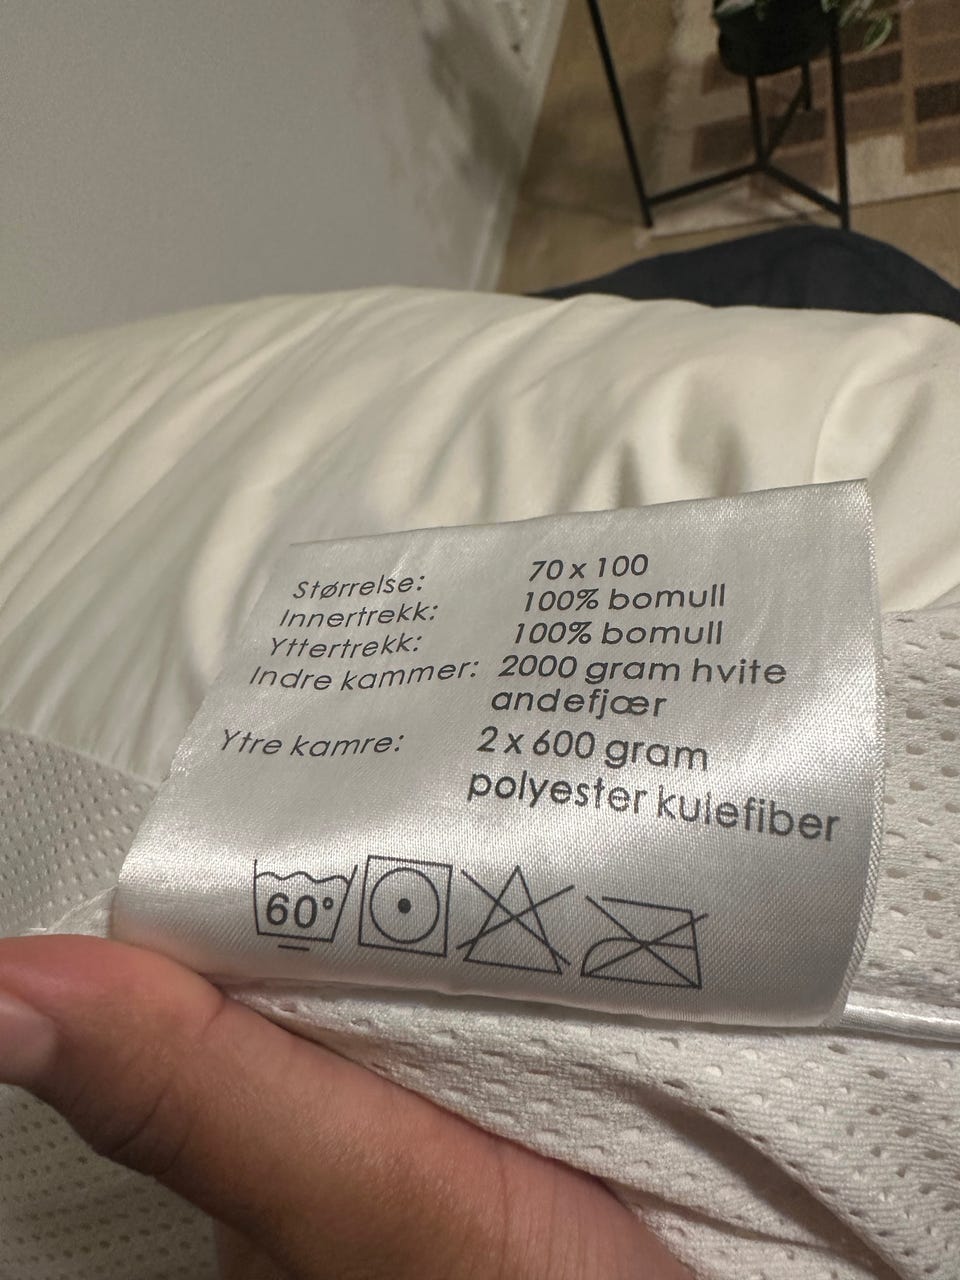 Størrelse: 70 x 100
Innertrekk: 100% bomull
Yttertrekk: 100% bomull
Indre kammer: 2000 gram hvite
andefjær
Ytre kamre: 2 x 600 gram
polyester kulefiber
60°